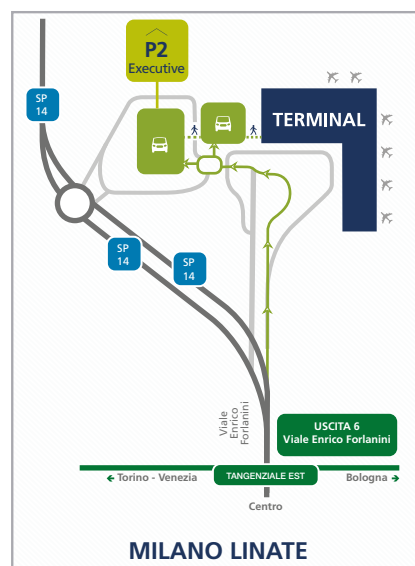 P2
Executive
SP
14
TERMINAL
SP
14
SP
14
Viale
Enrico
Forlanini
USCITA 6
Viale Enrico Forlanini
← Torino - Venezia
TANGENZIALE EST
Bologna →
Centro
MILANO LINATE